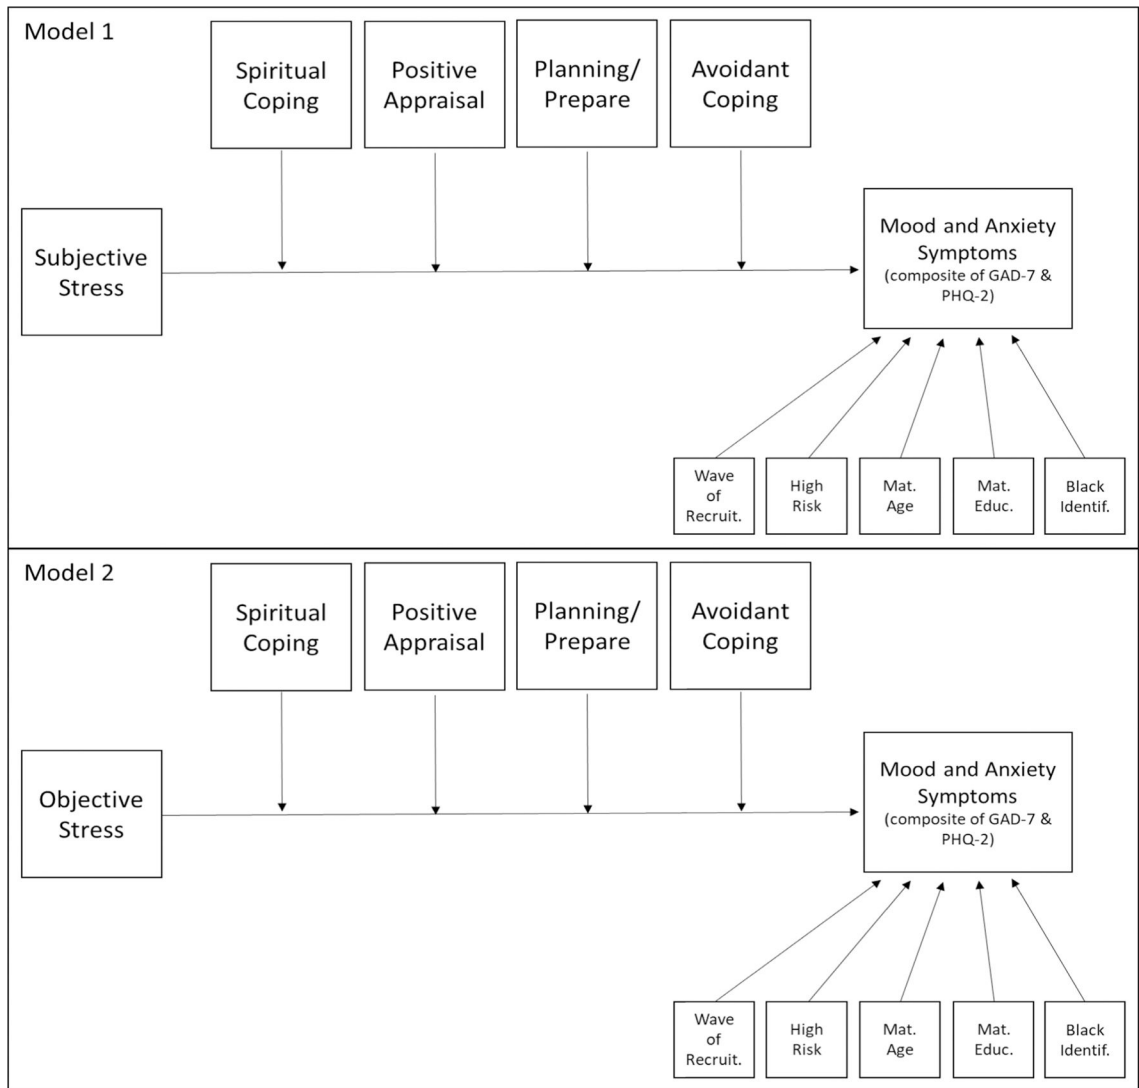 Model 1
Spiritual
Coping
Positive
Appraisal
Planning/
Prepare
Avoidant
Coping
Subjective
Stress
Mood and Anxiety
Symptoms
(composite of GAD-7 &
PHQ-2)
Wave
of
Recruit.
High
Risk
Mat.
Age
Mat.
Educ.
Black
Identif.
Model 2
Spiritual
Coping
Positive
Appraisal
Planning/
Prepare
Avoidant
Coping
Objective
Stress
Mood and Anxiety
Symptoms
(composite of GAD-7 &
PHQ-2)
Wave
of
Recruit.
High
Risk
Mat.
Age
Mat.
Educ.
Black
Identif.